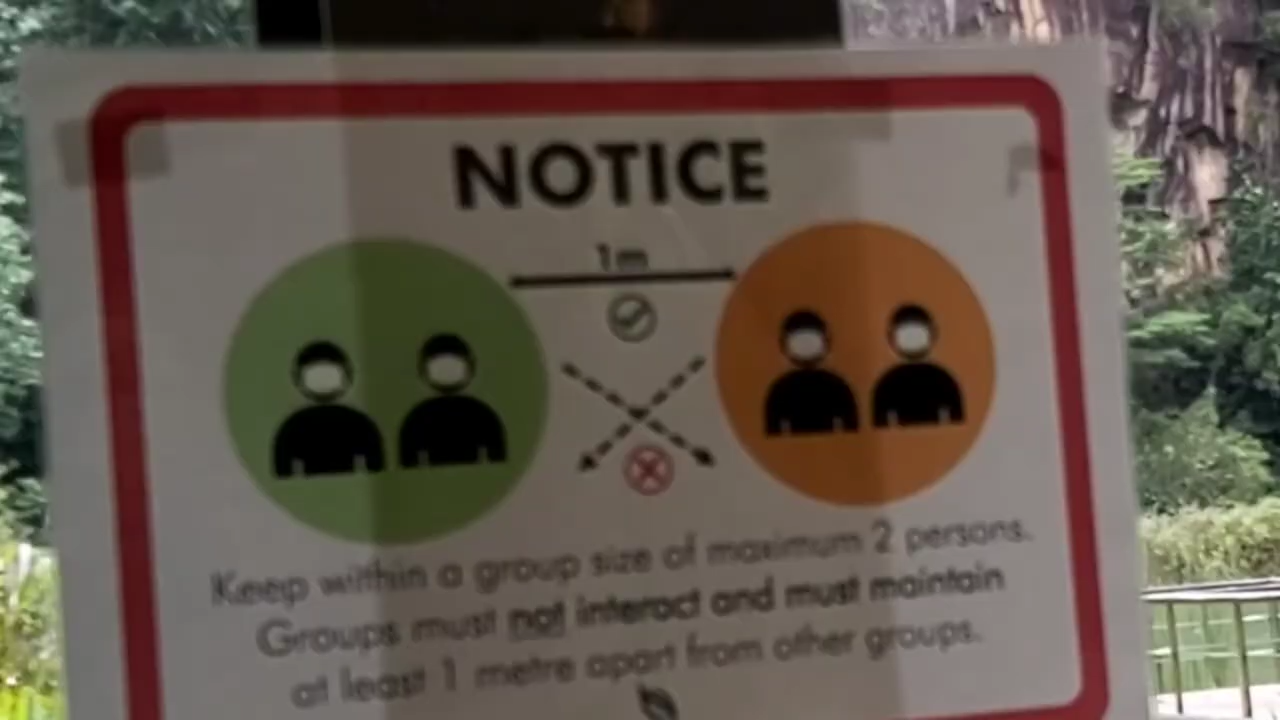 NOTICE
1m
Keep within a group size of maximum 2 persons.
Groups must not interact and must maintain
at least 1 metre apart from other groups.